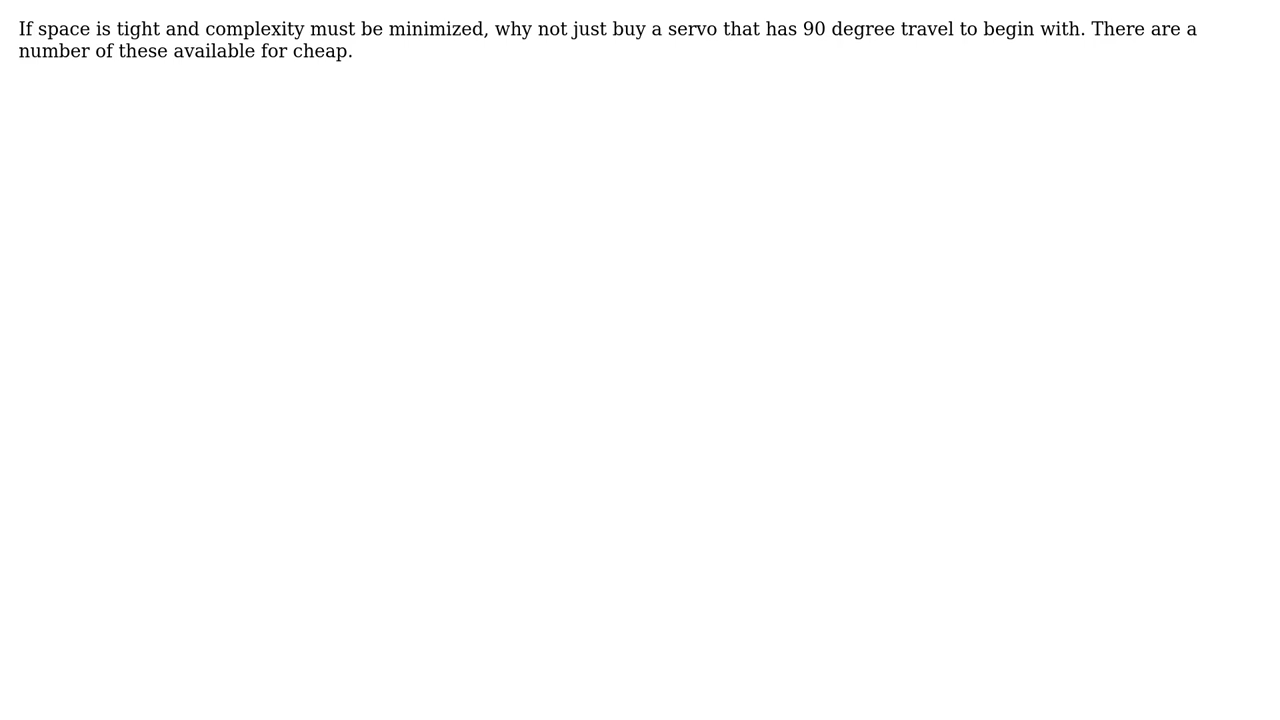 If space is tight and complexity must be minimized, why not just buy a servo that has 90 degree travel to begin with. There are a
number of these available for cheap.